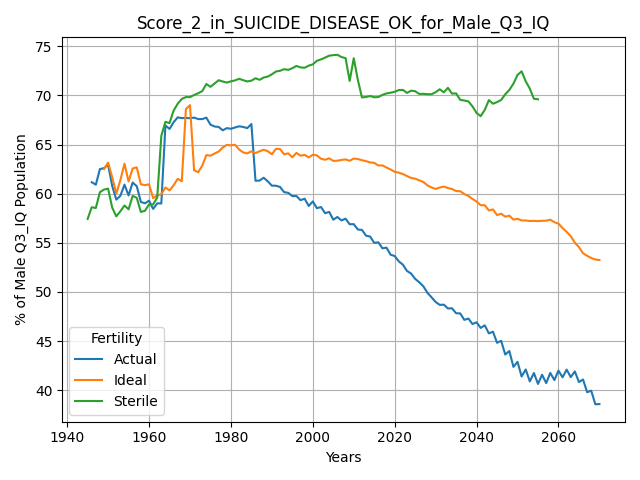 Score_2_in_SUICIDE_DISEASE_OK_for_Male_Q3_IQ
% of Male Q3_IQ Population
75
70
65
60
55
50
45
40
Fertility
Actual
Ideal
Sterile
1940 1960 1980 2000 2020 2040 2060
Years